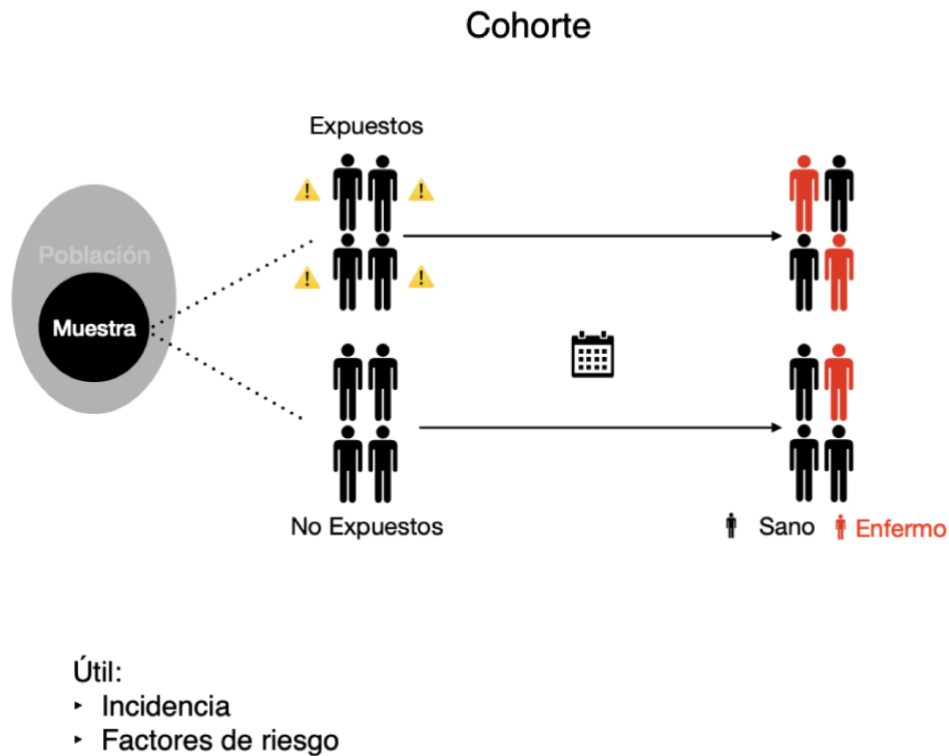 Cohorte
Expuestos
Población
Muestra
No Expuestos
Sano
Enfermo
Útil:
‣ Incidencia
‣ Factores de riesgo